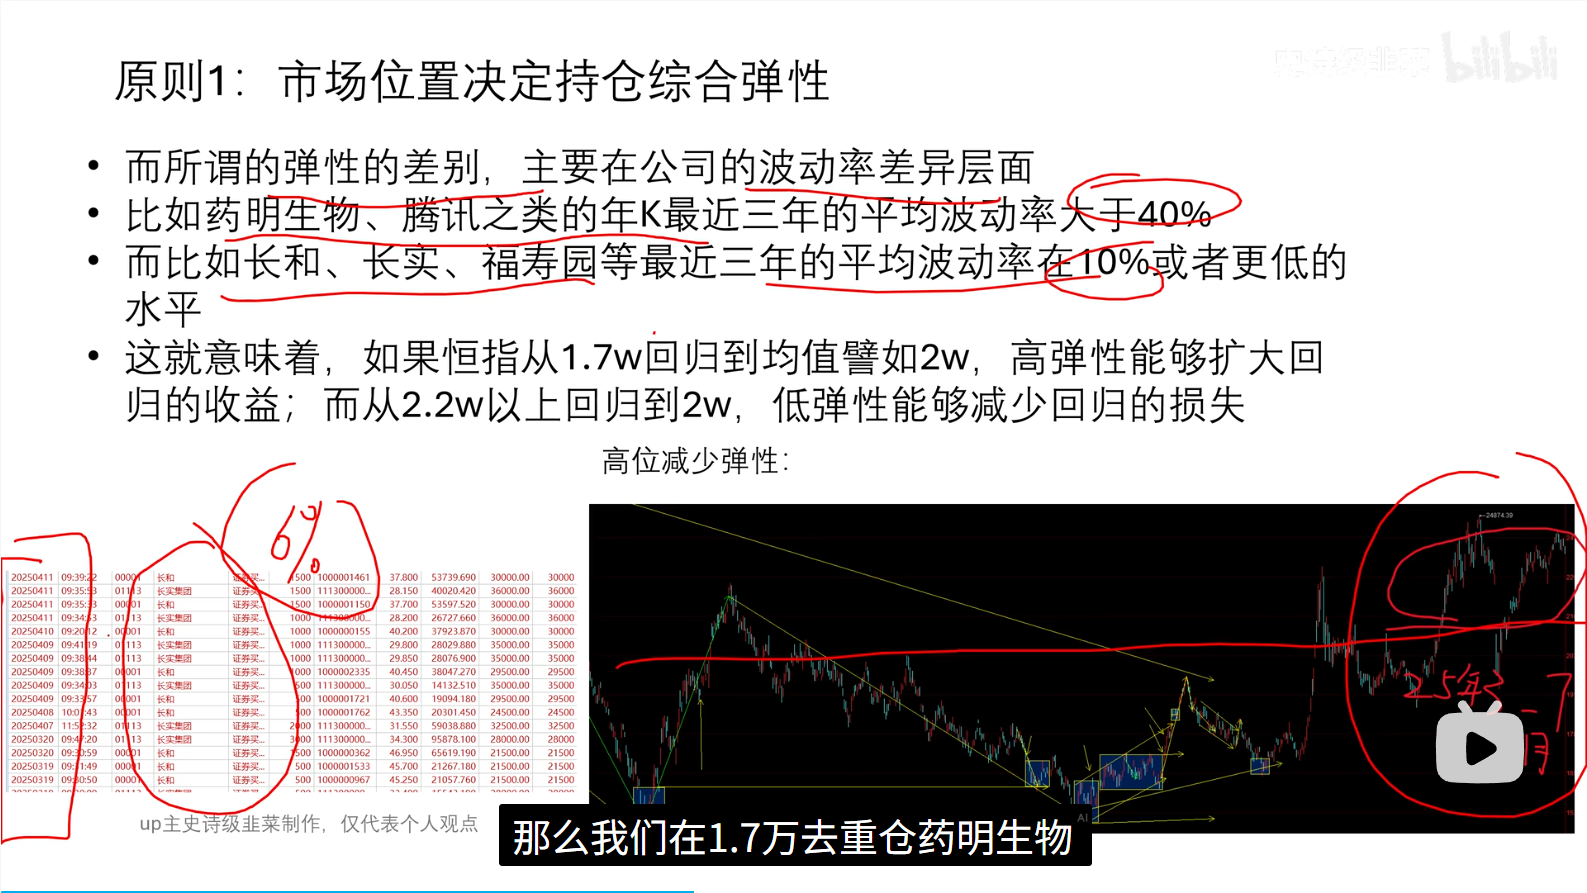 bilibili
原则1：市场位置决定持仓综合弹性
• 而所谓的弹性的差别，主要在公司的波动率差异层面
• 比如药明生物、腾讯之类的年K最近三年的平均波动率大于40%
• 而比如长和、长实、福寿园等最近三年的平均波动率在10%或者更低的
水平
• 这就意味着，如果恒指从1.7w回归到均值譬如2w，高弹性能够扩大回
归的收益；而从2.2w以上回归到2w，低弹性能够减少回归的损失
高位减少弹性：
6%
24874.39
20250411 09:39:22 00001 长和 证券买... 1500 1000001461 37.800 53739.690 30000.00 30000
20250411 09:35:53 01113 长实集团 证券买... 1500 111300000... 28.150 40020.420 36000.00 36000
20250411 09:35:33 00001 长和 证券买... 1500 1000001150 37.700 53597.520 30000.00 30000
20250411 09:34:53 01113 长实集团 证券买... 1000 111300000... 28.200 26727.660 36000.00 36000
20250410 09:20:12 00001 长和 证券买... 1000 1000000155 40.200 37923.870 30000.00 30000
20250409 09:41:19 01113 长实集团 证券买... 1000 111300000... 29.800 28029.880 35000.00 35000
20250409 09:38:44 01113 长实集团 证券买... 1000 111300000... 29.850 28076.900 35000.00 35000
20250409 09:38:37 00001 长和 证券买... 1000 1000002335 40.450 38047.270 29500.00 29500
20250409 09:34:03 01113 长实集团 证券买... 500 111300000... 30.050 14132.510 35000.00 35000
20250409 09:33:57 00001 长和 证券买... 500 1000001721 40.600 19094.180 29500.00 29500
20250408 00001 长和 证券买... 500 1000001762 43.350 20301.450 24500.00 24500
20250407 01113 长实集团 证券买... 2000 111300000... 31.550 59038.880 32500.00 32500
20250320 09:47:20 01113 长实集团 证券买... 3000 111300000... 34.300 95878.100 28000.00 28000
20250320 09:30:59 00001 长和 证券买... 1500 1000000362 46.950 65619.190 21500.00 21500
20250319 00001 长和 证券买... 500 1000001533 45.700 21267.180 21500.00 21500
20250319 09:30:50 00001 长和 证券买... 500 1000000967 45.250 21057.760 21500.00 21500
25年3-7
月
up主史诗级韭菜制作，仅代表个人观点
AI
那么我们在1.7万去重仓药明生物